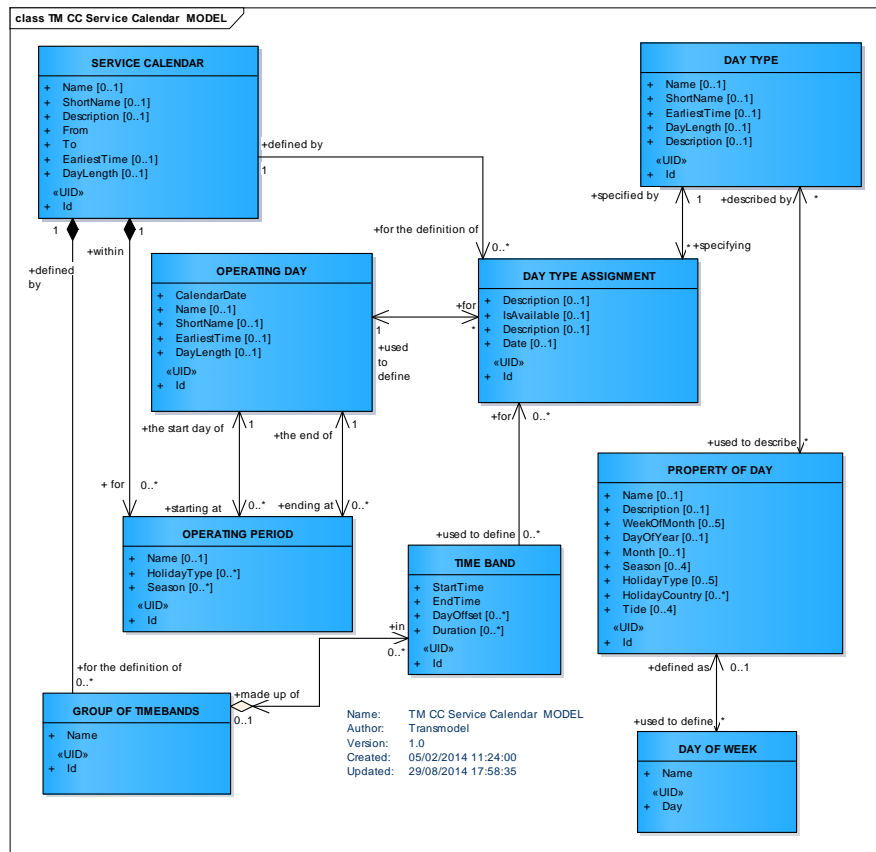 class TM CC Service Calendar MODEL
SERVICE CALENDAR
+ Name [0..1]
+ ShortName [0..1]
+ Description [0..1]
+ From
+ To
+ EarliestTime [0..1]
+ DayLength [0..1]
«UID»
+ Id
DAY TYPE
+ Name [0..1]
+ ShortName [0..1]
+ EarliestTime [0..1]
+ DayLength [0..1]
+ Description [0..1]
«UID»
+ Id
+defined by
1
+for the definition of
0..*
+specified by
1
+described by
*
*
+specifying
1
+defined
by
+within
1
OPERATING DAY
+ CalendarDate
+ Name [0..1]
+ ShortName [0..1]
+ EarliestTime [0..1]
+ DayLength [0..1]
«UID»
+ Id
+for
*
1
+used
to
define
DAY TYPE ASSIGNMENT
+ Description [0..1]
+ IsAvailable [0..1]
+ Description [0..1]
+ Date [0..1]
«UID»
+ Id
+the start day of
1
+the end of
1
+for
0..*
+used to describe
*
+ for
0..*
+starting at
0..*
+ending at
0..*
OPERATING PERIOD
+ Name [0..1]
+ HolidayType [0..*]
+ Season [0..*]
«UID»
+ Id
+used to define
0..*
TIME BAND
+ StartTime
+ EndTime
+ DayOffset [0..*]
+ Duration [0..*]
«UID»
+ Id
PROPERTY OF DAY
+ Name [0..1]
+ Description [0..1]
+ WeekOfMonth [0..5]
+ DayOfYear [0..1]
+ Month [0..1]
+ Season [0..4]
+ HolidayType [0..5]
+ HolidayCountry [0..*]
+ Tide [0..4]
«UID»
+ Id
+in
0..*
+for the definition of
0..*
+made up of
0..1
GROUP OF TIMEBANDS
+ Name
«UID»
+ Id
+defined as
0..1
+used to define
*
DAY OF WEEK
+ Name
«UID»
+ Day
Name: TM CC Service Calendar MODEL
Author: Transmodel
Version: 1.0
Created: 05/02/2014 11:24:00
Updated: 29/08/2014 17:58:35